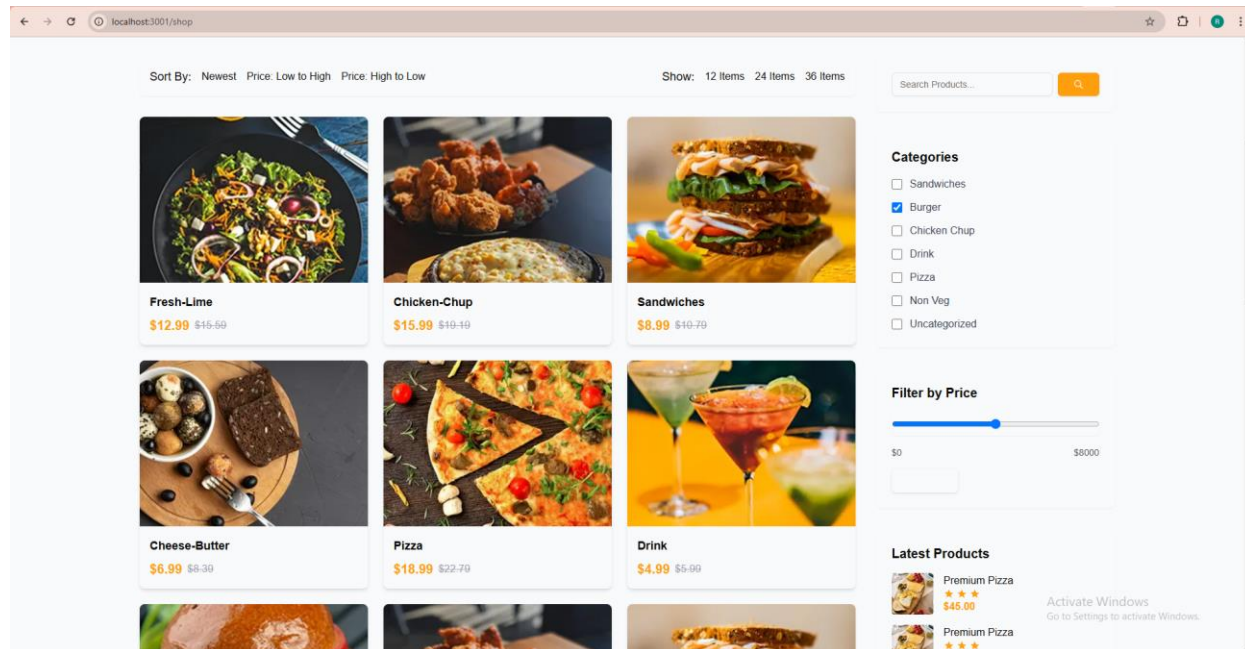 localhost:3001/shop
R
Sort By: Newest Price: Low to High Price: High to Low
Show: 12 Items 24 Items 36 Items
Fresh-Lime
$12.99 $15.59
Chicken-Chup
$15.99 $19.19
Sandwiches
$8.99 $10.79
Cheese-Butter
$6.99 $8.39
Pizza
$18.99 $22.79
Drink
$4.99 $5.99
Search Products...
Categories
Sandwiches
Burger
Chicken Chup
Drink
Pizza
Non Veg
Uncategorized
Filter by Price
$0 $8000
Latest Products
Premium Pizza
$45.00
Premium Pizza
Activate Windows
Go to Settings to activate Windows.